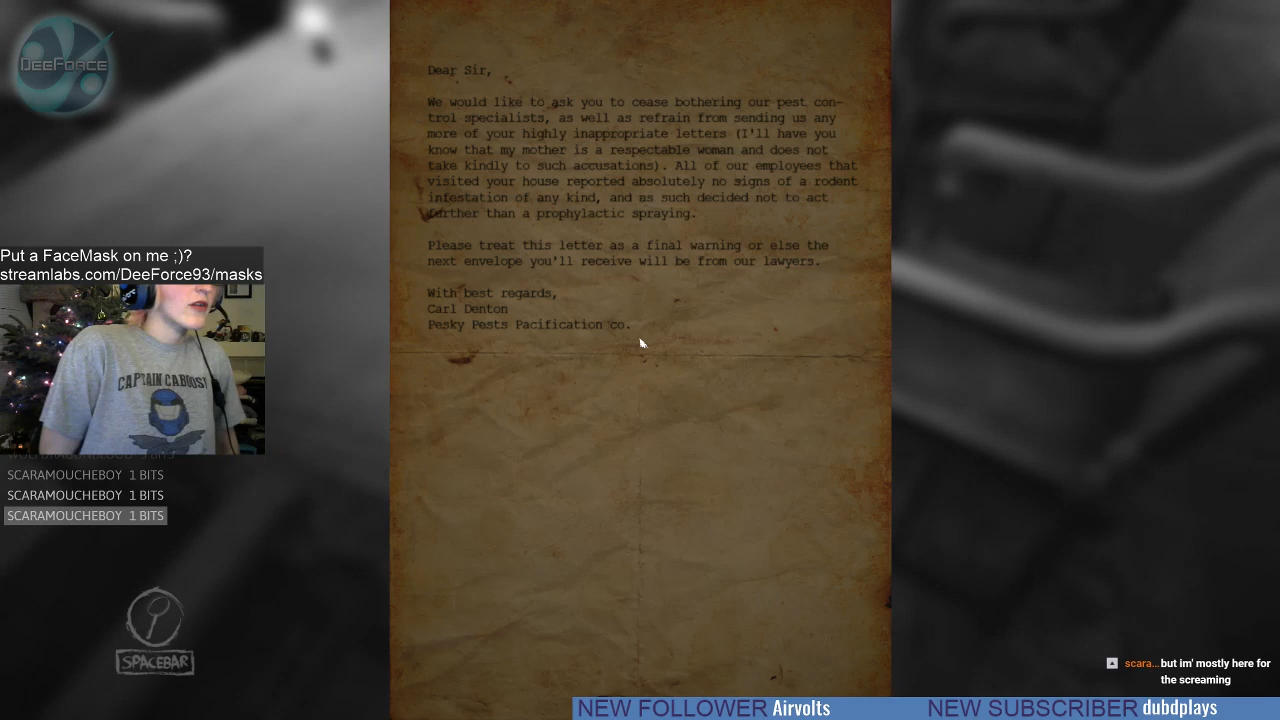 DeeForce
Dear Sir,
We would like to ask you to cease bothering our pest con-
trol specialists, as well as refrain from sending us any
more of your highly inappropriate letters (I'll have you
know that my mother is a respectable woman and does not
take kindly to such accusations). All of our employees that
visited your house reported absolutely no signs of a rodent
infestation of any kind, and as such decided not to act
farther than a prophylactic spraying.
Please treat this letter as a final warning or else the
next envelope you'll receive will be from our lawyers.
With best regards,
Carl Denton
Pesky Pests Pacification co.
Put a FaceMask on me ;)?
streamlabs.com/DeeForce93/masks
CAPTAIN CABOOSE
SCARAMOUCHEBOY 1 BITS
SCARAMOUCHEBOY 1 BITS
SCARAMOUCHEBOY 1 BITS
SPACEBAR
scara... but im' mostly here for
the screaming
NEW FOLLOWER Airvolts
NEW SUBSCRIBER dubdplays